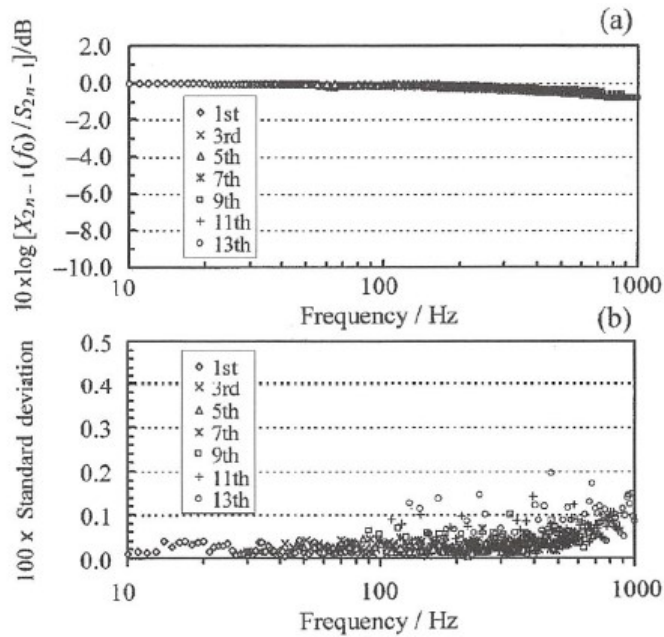 (a)
10 x log [X2n−1(f0)/S2n−1]/dB
2.0
0.0
−2.0
−4.0
−6.0
−8.0
−10.0
1st
3rd
5th
7th
9th
11th
13th
10 100 1000
Frequency / Hz
(b)
100 x Standard deviation
0.5
0.4
0.3
0.2
0.1
0.0
1st
3rd
5th
7th
9th
11th
13th
10 100 1000
Frequency / Hz